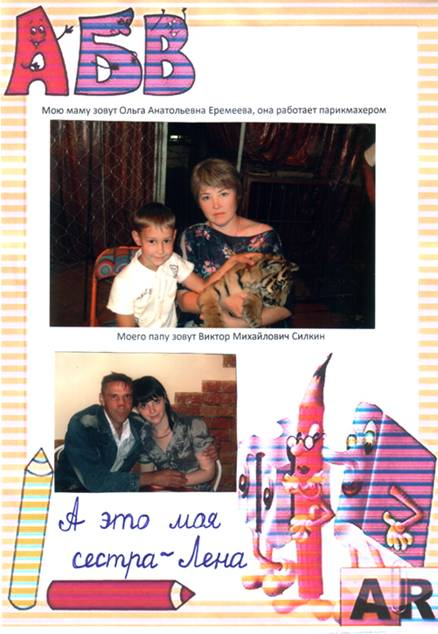 АБВ
Мою маму зовут Ольга Анатольевна Еремеева, она работает парикмахером
Моего папу зовут Виктор Михайлович Силкин
А это моя
сестра~Лена
AR